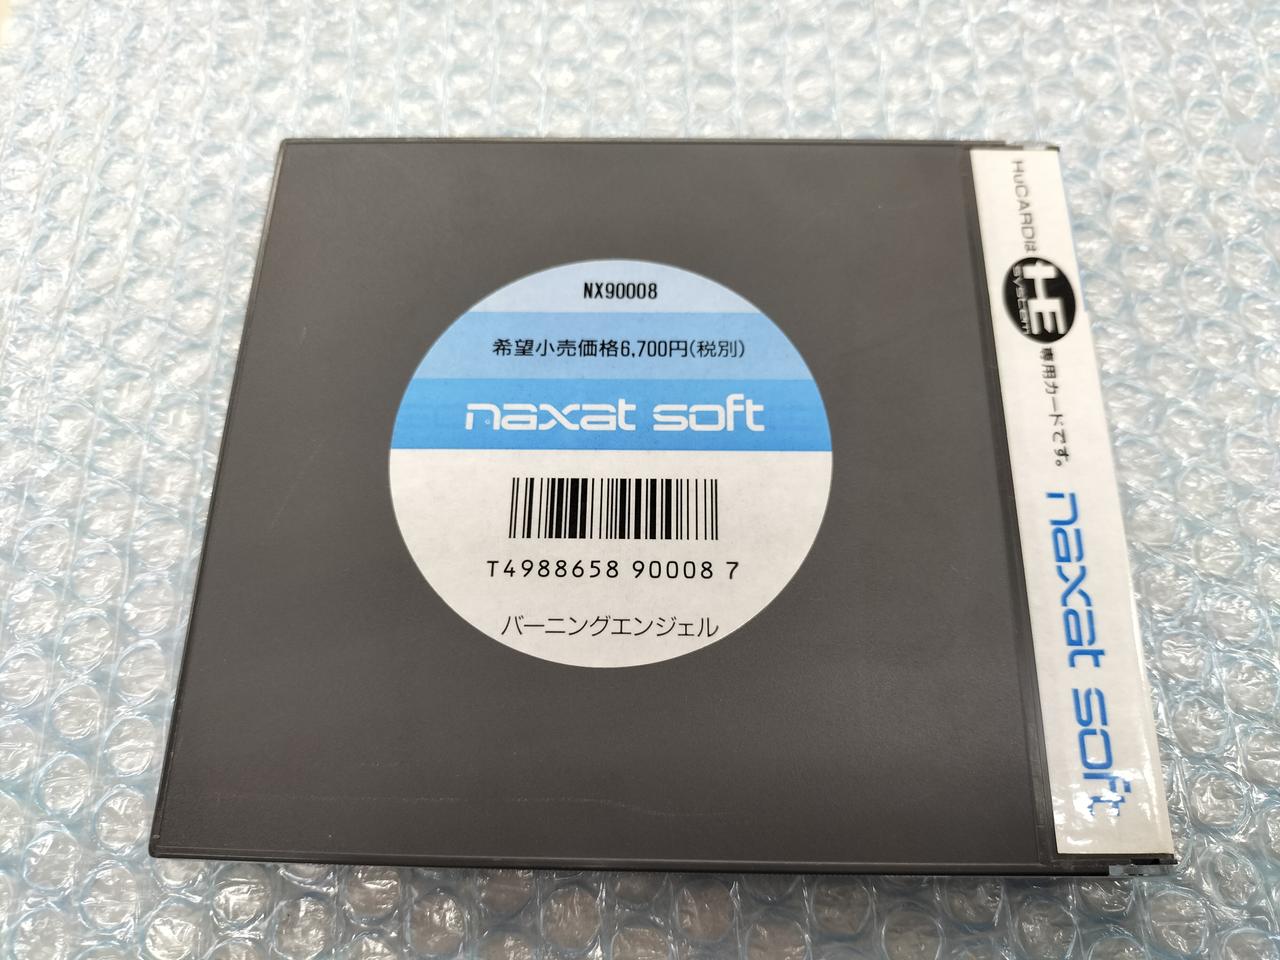 NX90008
希望小売価格6,700円(税別)
naxat soft
T4988658 90008 7
バーニングエンジェル
HuCARDは HE system 専用カードです。 naxat soft